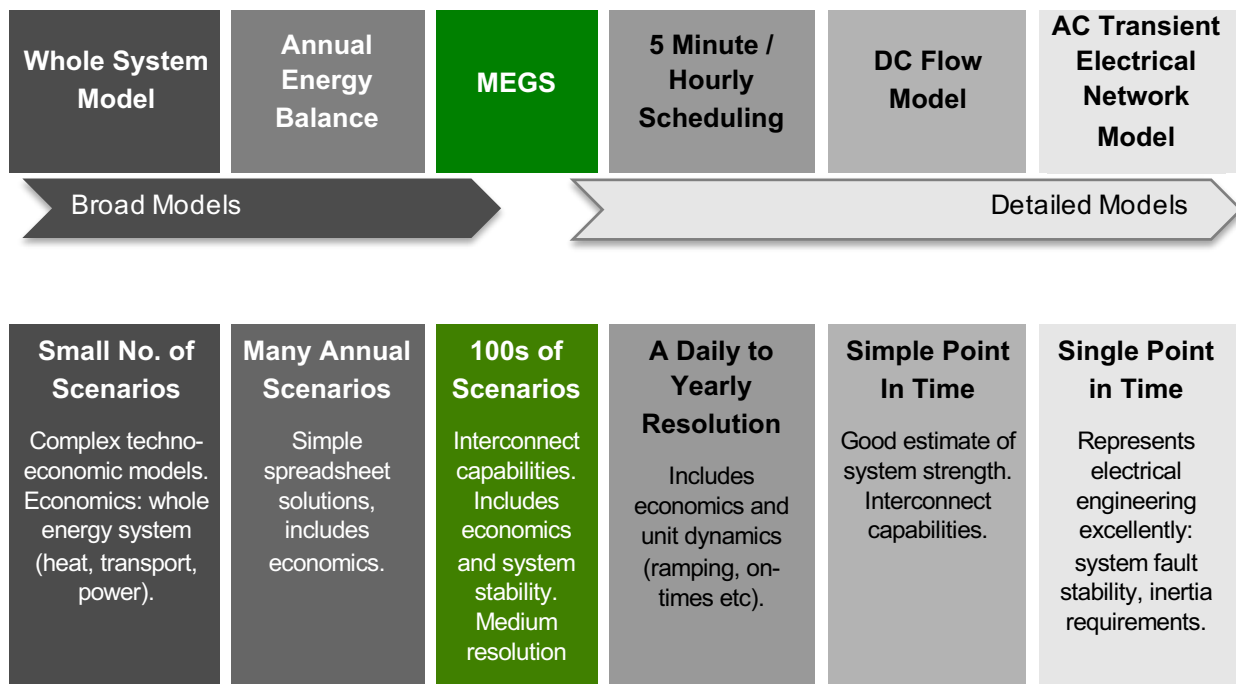 Whole System
Model
Annual
Energy
Balance
MEGS
5 Minute /
Hourly
Scheduling
DC Flow
Model
AC Transient
Electrical
Network
Model
Broad Models
Detailed Models
Small No. of
Scenarios
Complex techno-
economic models.
Economics: whole
energy system
(heat, transport,
power).
Many Annual
Scenarios
Simple
spreadsheet
solutions,
includes
economics.
100s of
Scenarios
Interconnect
capabilities.
Includes
economics
and system
stability.
Medium
resolution
A Daily to
Yearly
Resolution
Includes
economics and
unit dynamics
(ramping, on-
times etc).
Simple Point
In Time
Good estimate of
system strength.
Interconnect
capabilities.
Single Point
in Time
Represents
electrical
engineering
excellently:
system fault
stability, inertia
requirements.